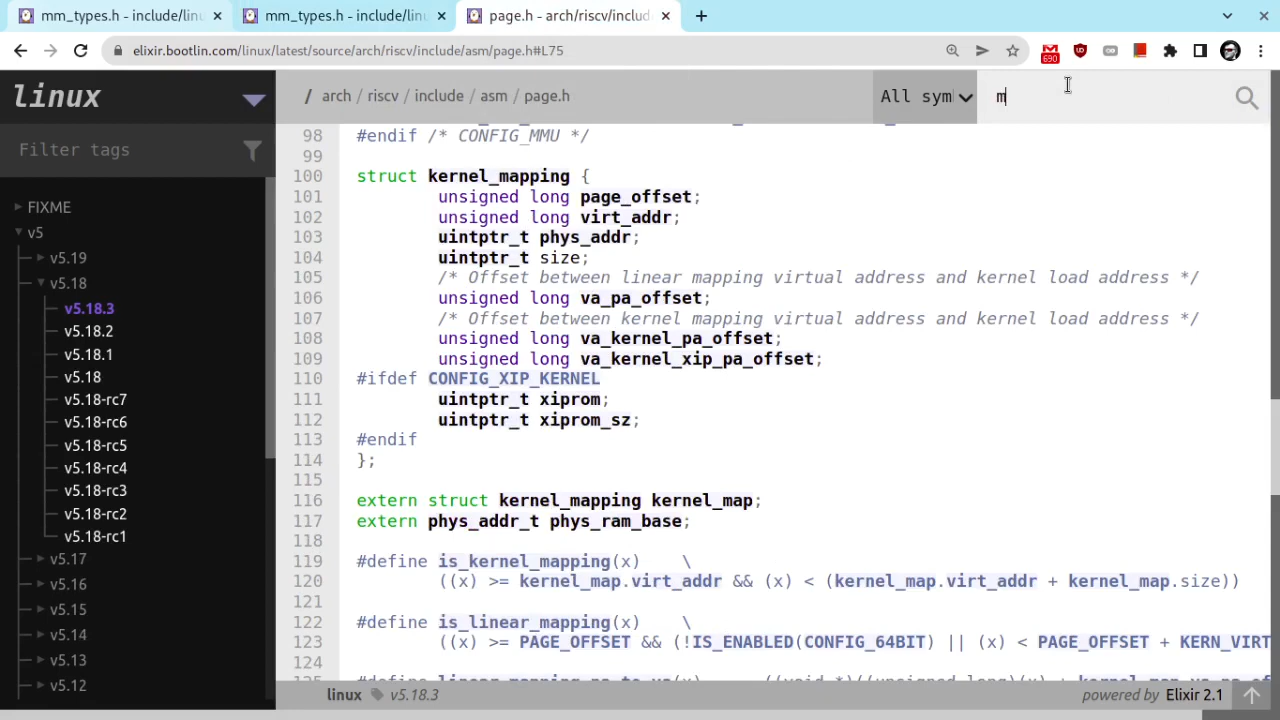 mm_types.h - include/linu
mm_types.h - include/linu
page.h - arch/riscv/includ
elixir.bootlin.com/linux/latest/source/arch/riscv/include/asm/page.h#L75
690
linux
/ arch / riscv / include / asm / page.h
All sym
m
Filter tags
FIXME
v5
v5.19
v5.18
v5.18.3
v5.18.2
v5.18.1
v5.18
v5.18-rc7
v5.18-rc6
v5.18-rc5
v5.18-rc4
v5.18-rc3
v5.18-rc2
v5.18-rc1
v5.17
v5.16
v5.15
v5.14
v5.13
v5.12
98 #endif /* CONFIG_MMU */
99
100 struct kernel_mapping {
101 unsigned long page_offset;
102 unsigned long virt_addr;
103 uintptr_t phys_addr;
104 uintptr_t size;
105 /* Offset between linear mapping virtual address and kernel load address */
106 unsigned long va_pa_offset;
107 /* Offset between kernel mapping virtual address and kernel load address */
108 unsigned long va_kernel_pa_offset;
109 unsigned long va_kernel_xip_pa_offset;
110 #ifdef CONFIG_XIP_KERNEL
111 uintptr_t xiprom;
112 uintptr_t xiprom_sz;
113 #endif
114 };
115
116 extern struct kernel_mapping kernel_map;
117 extern phys_addr_t phys_ram_base;
118
119 #define is_kernel_mapping(x) \
120 ((x) >= kernel_map.virt_addr && (x) < (kernel_map.virt_addr + kernel_map.size))
121
122 #define is_linear_mapping(x) \
123 ((x) >= PAGE_OFFSET && (!IS_ENABLED(CONFIG_64BIT) || (x) < PAGE_OFFSET + KERN_VIRT
124
linux v5.18.3
powered by Elixir 2.1